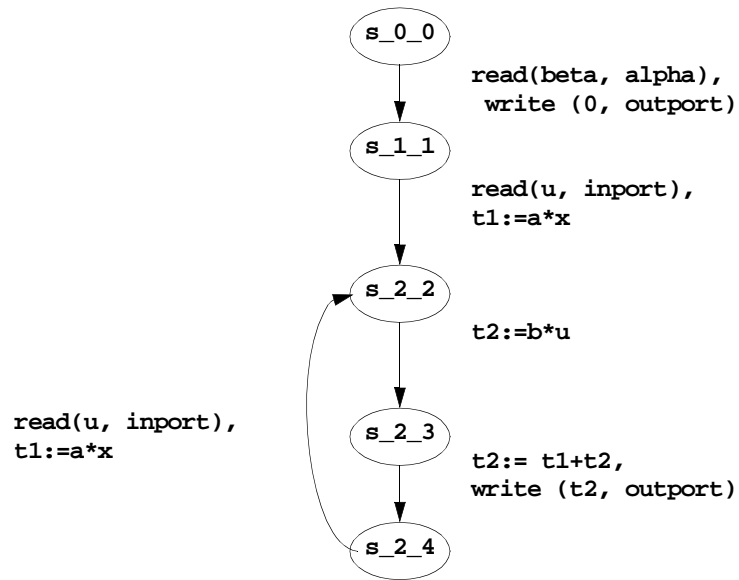 s_0_0
read(beta, alpha),
write (0, outport)
s_1_1
read(u, inport),
t1:=a*x
s_2_2
t2:=b*u
read(u, inport),
t1:=a*x
s_2_3
t2:= t1+t2,
write (t2, outport)
s_2_4